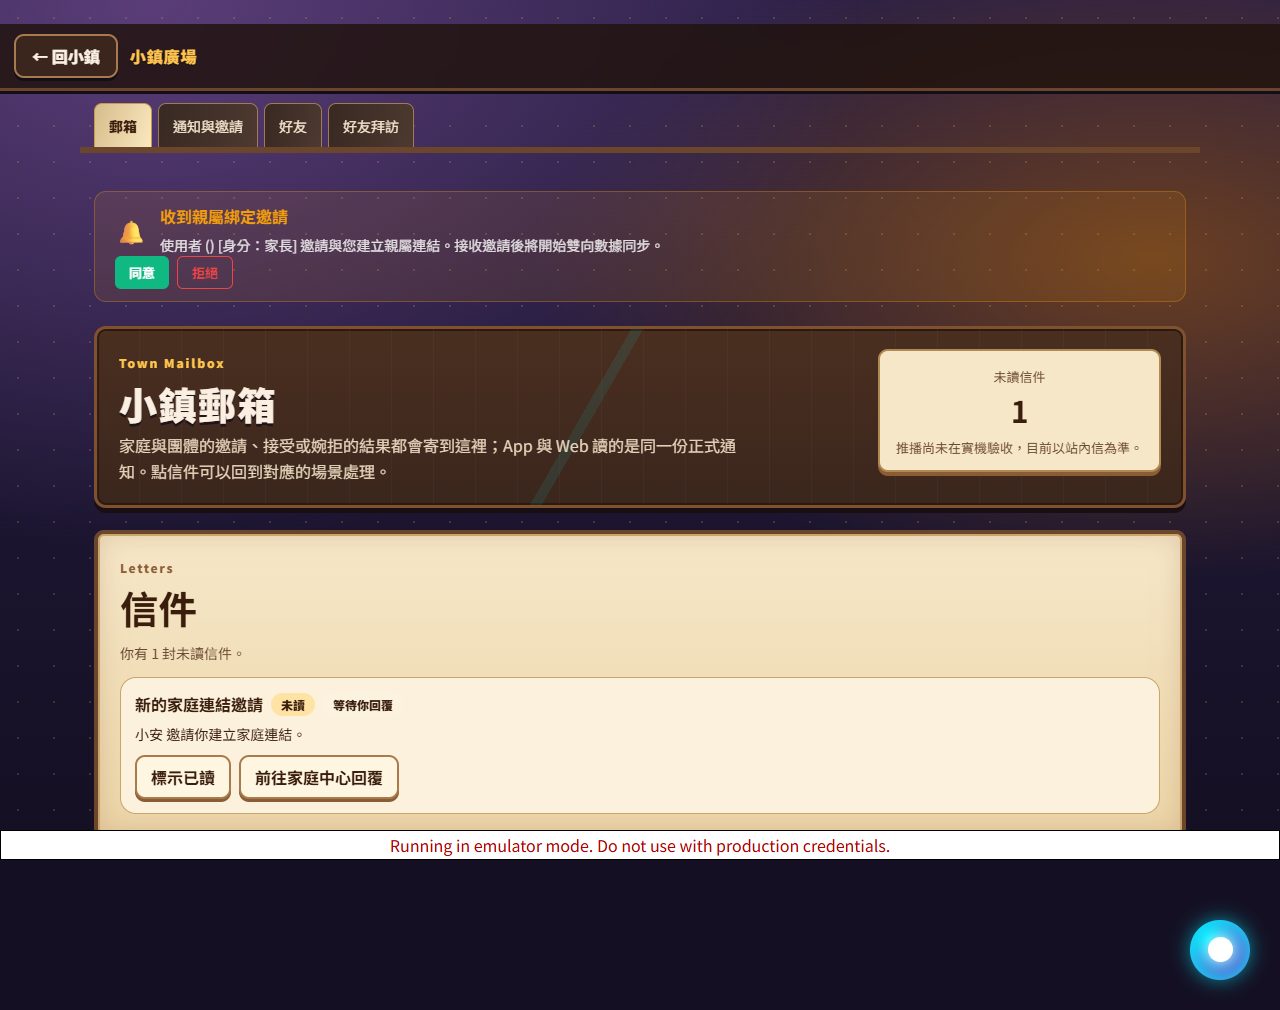 ← 回小鎮 小鎮廣場
郵箱 通知與邀請 好友 好友拜訪
收到親屬綁定邀請
使用者 () [身分：家長] 邀請與您建立親屬連結。接收邀請後將開始雙向數據同步。
同意 拒絕
Town Mailbox
小鎮郵箱
家庭與團體的邀請、接受或婉拒的結果都會寄到這裡；App 與 Web 讀的是同一份正式通
知。點信件可以回到對應的場景處理。
未讀信件
1
推播尚未在實機驗收，目前以站內信為準。
Letters
信件
你有 1 封未讀信件。
新的家庭連結邀請 未讀 等待你回覆
小安 邀請你建立家庭連結。
標示已讀 前往家庭中心回覆
Running in emulator mode. Do not use with production credentials.